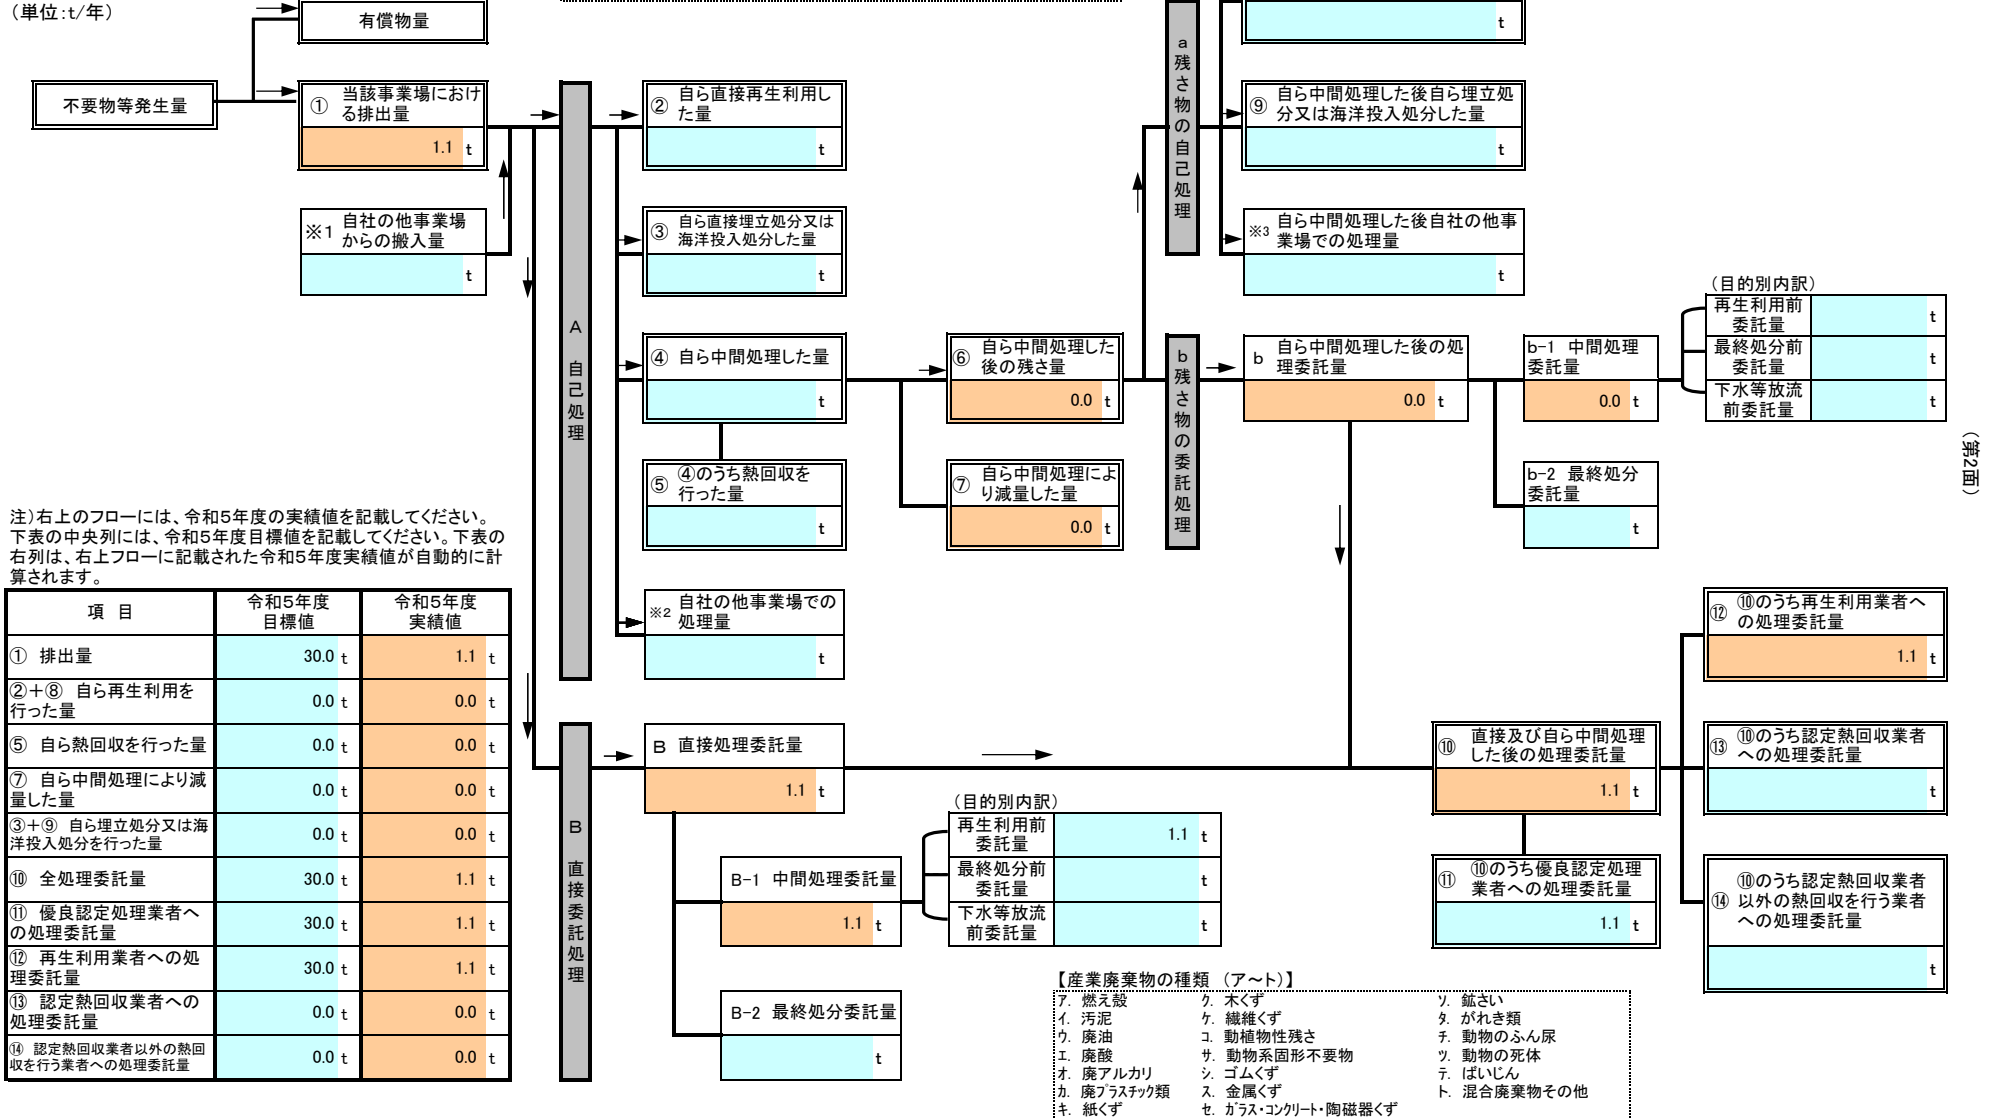 （単位:t/年）
有償物量
t
不要物等発生量
① 当該事業場におけ
る排出量
1.1 t
※1 自社の他事業場
からの搬入量
t
A 自己処理
② 自ら直接再生利用し
た量
t
③ 自ら直接埋立処分又は
海洋投入処分した量
t
④ 自ら中間処理した量
t
⑤ ④のうち熱回収を
行った量
t
※2 自社の他事業場での
処理量
t
⑥ 自ら中間処理した
後の残さ量
0.0 t
⑦ 自ら中間処理によ
り減量した量
0.0 t
a 残さ物の自己処理
⑨ 自ら中間処理した後自ら埋立処
分又は海洋投入処分した量
t
※3 自ら中間処理した後自社の他事
業場での処理量
t
b 残さ物の委託処理
b 自ら中間処理した後の処
理委託量
0.0 t
b-1 中間処理
委託量
0.0 t
b-2 最終処分
委託量
t
（目的別内訳）
再生利用前
委託量
t
最終処分前
委託量
t
下水等放流
前委託量
t
（第2面）
注）右上のフローには、令和５年度の実績値を記載してください。
下表の中央列には、令和５年度目標値を記載してください。下表の
右列は、右上フローに記載された令和５年度実績値が自動的に計
算されます。
項 目 令和５年度 令和５年度
目標値 実績値
① 排出量 30.0 t 1.1 t
②＋⑧ 自ら再生利用を
行った量 0.0 t 0.0 t
⑤ 自ら熱回収を行った量 0.0 t 0.0 t
⑦ 自ら中間処理により減
量した量 0.0 t 0.0 t
③＋⑨ 自ら埋立処分又は海
洋投入処分を行った量 0.0 t 0.0 t
⑩ 全処理委託量 30.0 t 1.1 t
⑪ 優良認定処理業者へ
の処理委託量 30.0 t 1.1 t
⑫ 再生利用業者への処
理委託量 30.0 t 1.1 t
⑬ 認定熱回収業者への
処理委託量 0.0 t 0.0 t
⑭ 認定熱回収業者以外の熱回
収を行う業者への処理委託量 0.0 t 0.0 t
B 直接委託処理
B 直接処理委託量
1.1 t
B-1 中間処理委託量
1.1 t
B-2 最終処分委託量
t
（目的別内訳）
再生利用前
委託量
1.1 t
最終処分前
委託量
t
下水等放流
前委託量
t
⑩ 直接及び自ら中間処理
した後の処理委託量
1.1 t
⑪ ⑩のうち優良認定処理
業者への処理委託量
1.1 t
⑫ ⑩のうち再生利用業者へ
の処理委託量
1.1 t
⑬ ⑩のうち認定熱回収業者
への処理委託量
t
⑭ ⑩のうち認定熱回収業者
以外の熱回収を行う業者
への処理委託量
t
【産業廃棄物の種類 （ア～ト）】
ア. 燃え殻 ク. 木くず ソ. 鉱さい
イ. 汚泥 ケ. 繊維くず タ. がれき類
ウ. 廃油 コ. 動植物性残さ チ. 動物のふん尿
エ. 廃酸 サ. 動物系固形不要物 ツ. 動物の死体
オ. 廃アルカリ シ. ゴムくず テ. ばいじん
カ. 廃プラスチック類 ス. 金属くず ト. 混合廃棄物その他
キ. 紙くず セ. ガラス・コンクリート・陶磁器くず